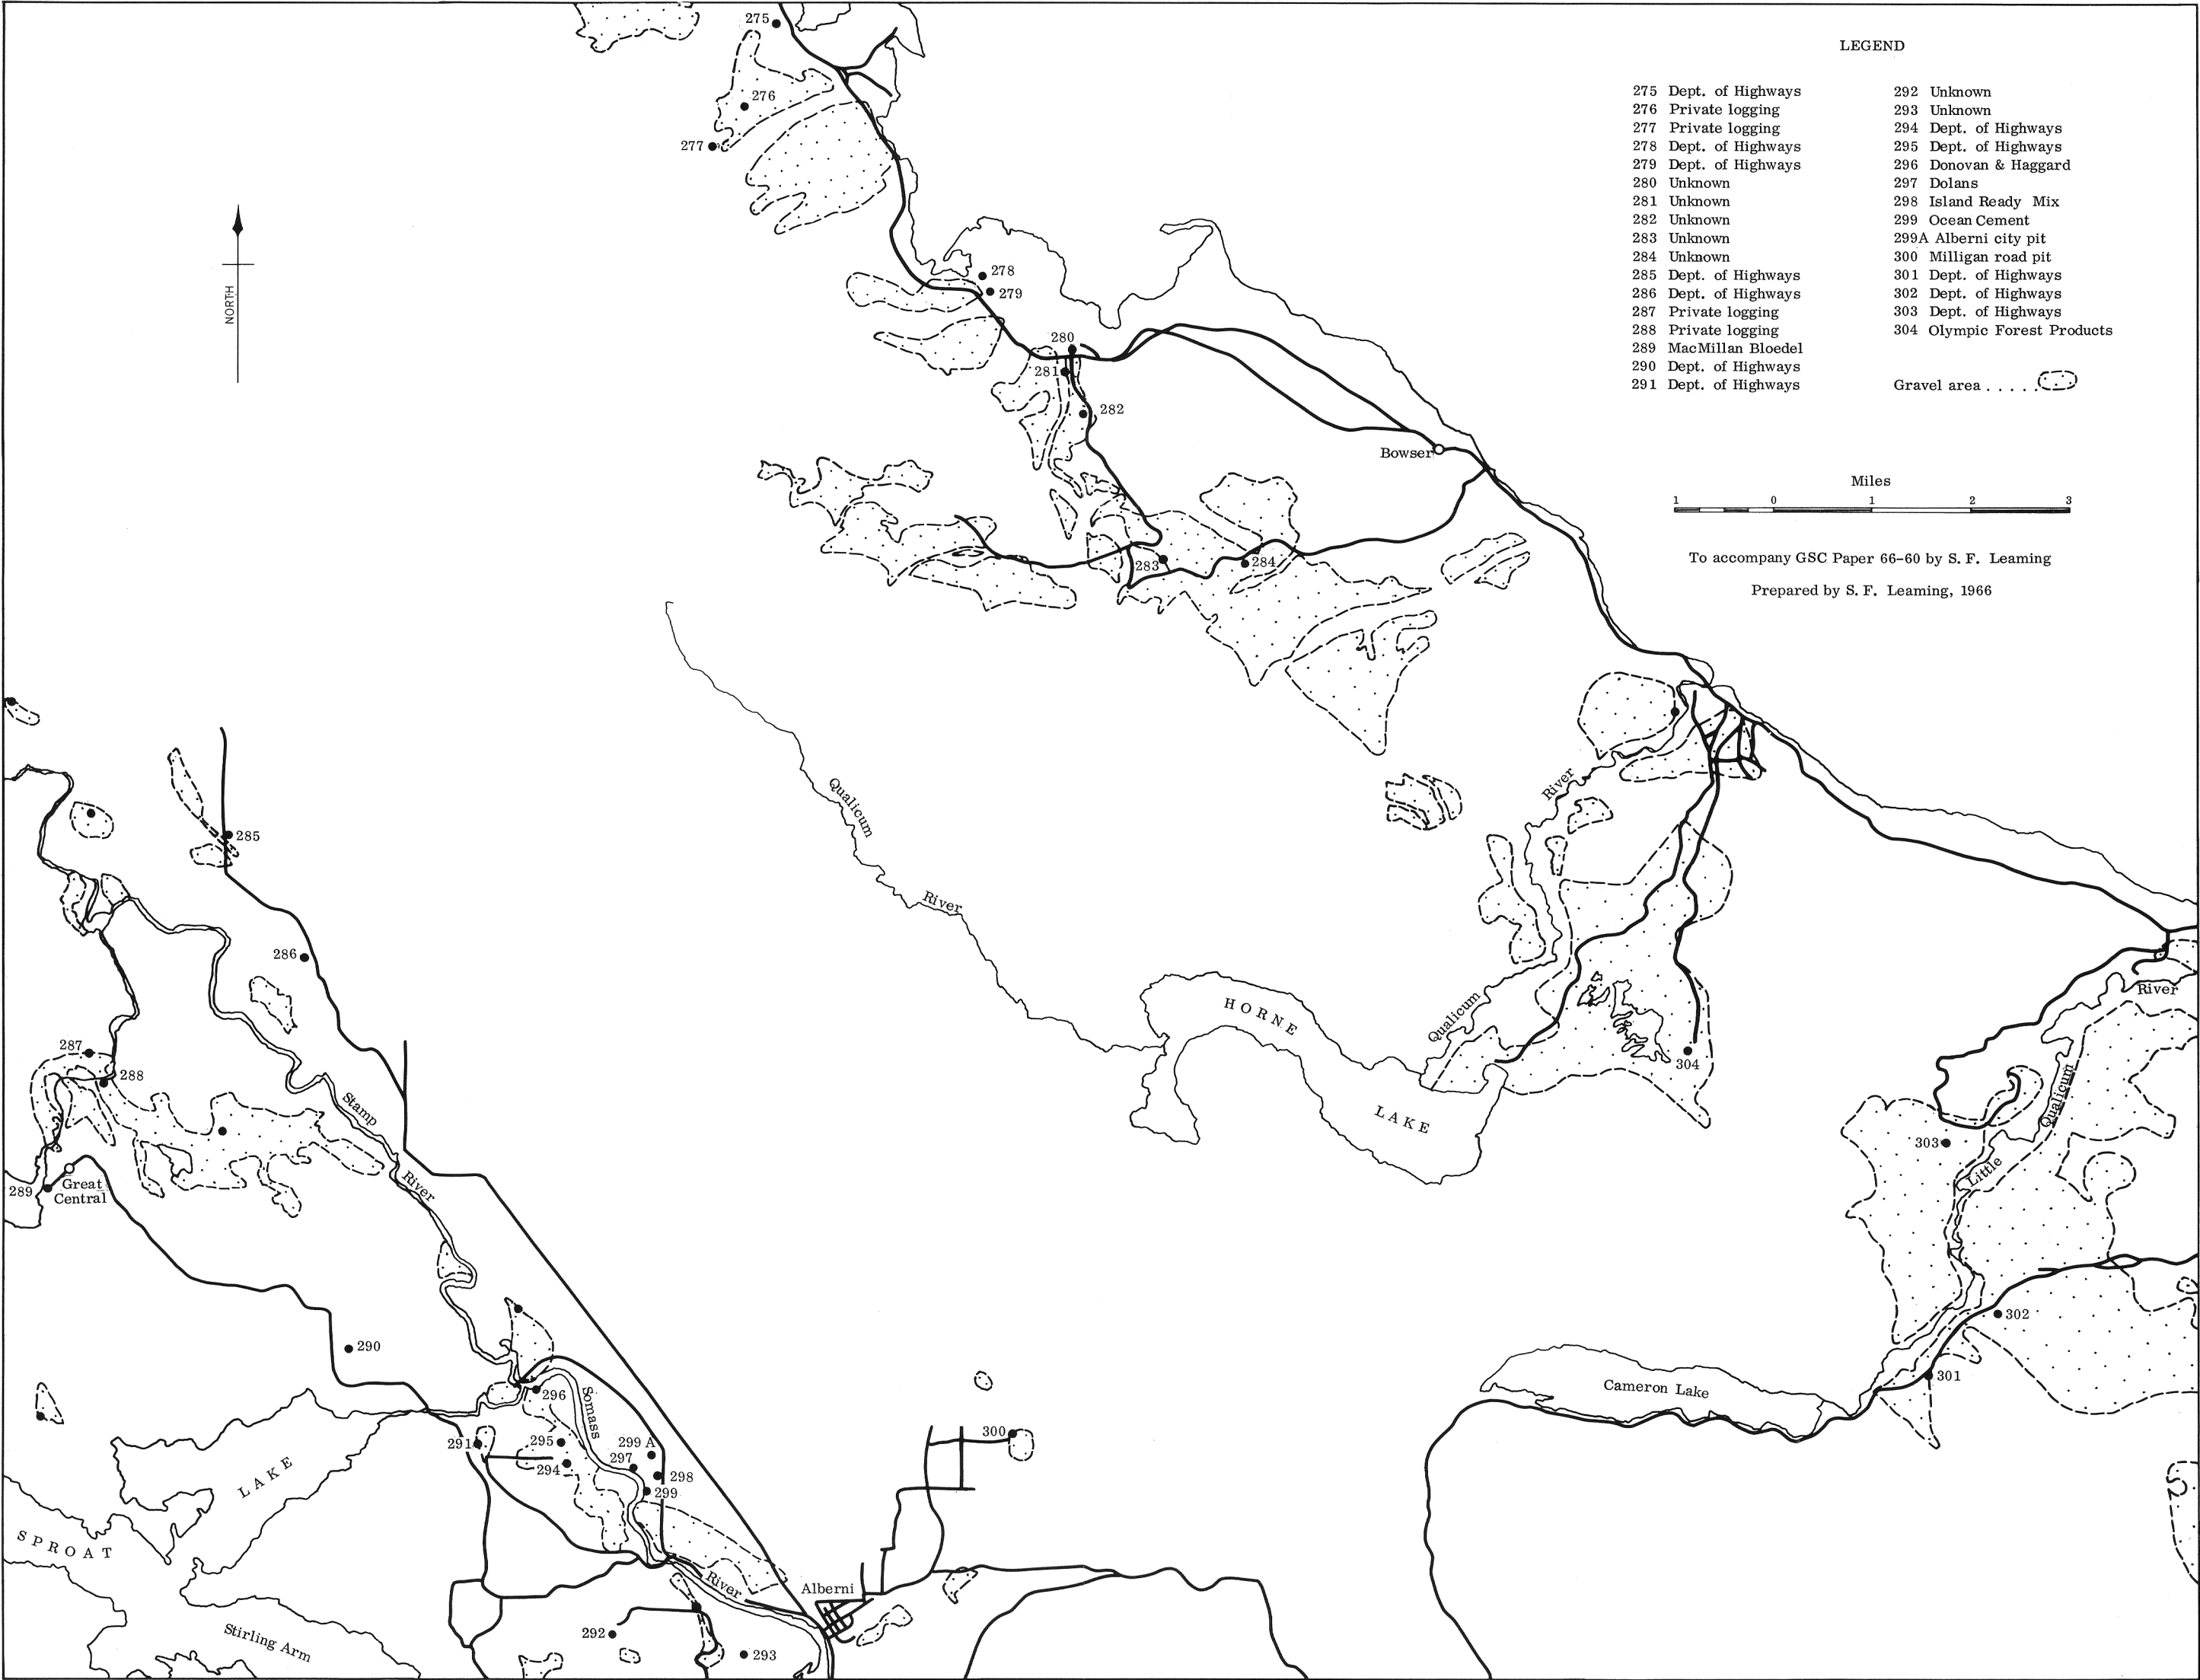 LEGEND
275 Dept. of Highways
276 Private logging
277 Private logging
278 Dept. of Highways
279 Dept. of Highways
280 Unknown
281 Unknown
282 Unknown
283 Unknown
284 Unknown
285 Dept. of Highways
286 Dept. of Highways
287 Private logging
288 Private logging
289 MacMillan Bloedel
290 Dept. of Highways
291 Dept. of Highways
292 Unknown
293 Unknown
294 Dept. of Highways
295 Dept. of Highways
296 Donovan & Haggard
297 Dolans
298 Island Ready Mix
299 Ocean Cement
299A Alberni city pit
300 Milligan road pit
301 Dept. of Highways
302 Dept. of Highways
303 Dept. of Highways
304 Olympic Forest Products
Gravel area . . . . .
Miles
1 0 1 2 3
To accompany GSC Paper 66-60 by S. F. Leaming
Prepared by S. F. Leaming, 1966
NORTH
275
276
277
278
279
280
281
282
Bowser
283
284
River
Qualicum
River
285
286
Qualicum
HORNE
LAKE
304
River
Qualicum
Little
303
287
288
Stamp
River
289
Great
Central
290
302
301
Cameron Lake
296
Somass
291
295
294
299 A
297
298
299
300
LAKE
SPROAT
River
Alberni
Stirling Arm
292
293